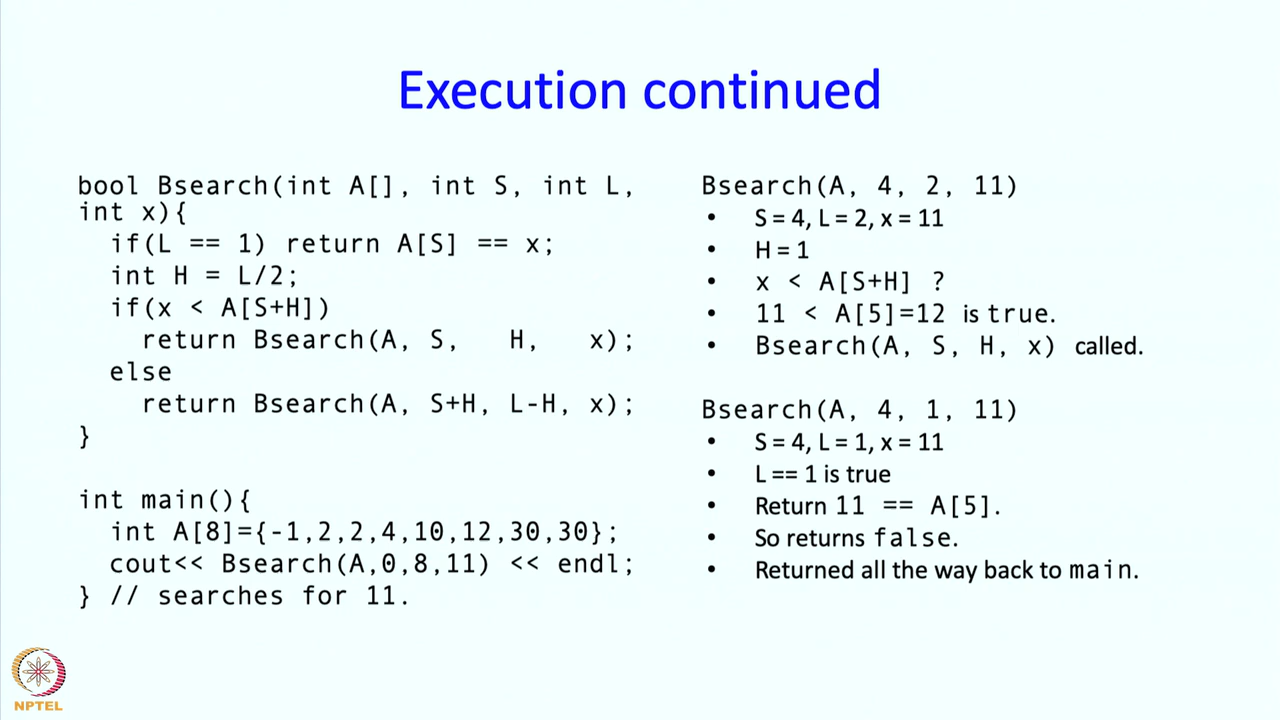 Execution continued
bool Bsearch(int A[], int S, int L,
int x){
if(L == 1) return A[S] == x;
int H = L/2;
if(x < A[S+H])
return Bsearch(A, S, H, x);
else
return Bsearch(A, S+H, L-H, x);
}
int main(){
int A[8]={-1,2,2,4,10,12,30,30};
cout<< Bsearch(A,0,8,11) << endl;
} // searches for 11.
Bsearch(A, 4, 2, 11)
• S = 4, L = 2, x = 11
• H = 1
• x < A[S+H] ?
• 11 < A[5]=12 is true.
• Bsearch(A, S, H, x) called.
Bsearch(A, 4, 1, 11)
• S = 4, L = 1, x = 11
• L == 1 is true
• Return 11 == A[5].
• So returns false.
• Returned all the way back to main.
NPTEL